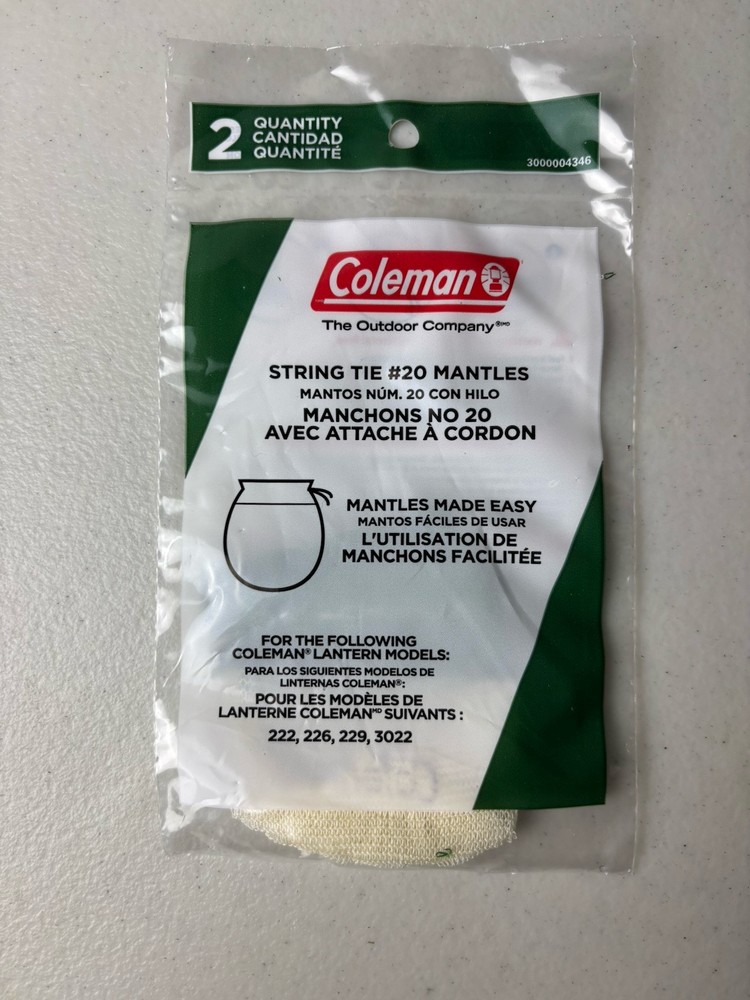 2 QUANTITY
CANTIDAD
QUANTITÉ
3000004346
Coleman
The Outdoor Company®MD
STRING TIE #20 MANTLES
MANTOS NÚM. 20 CON HILO
MANCHONS NO 20
AVEC ATTACHE À CORDON
MANTLES MADE EASY
MANTOS FÁCILES DE USAR
L'UTILISATION DE
MANCHONS FACILITÉE
FOR THE FOLLOWING
COLEMAN® LANTERN MODELS:
PARA LOS SIGUIENTES MODELOS DE
LINTERNAS COLEMAN®:
POUR LES MODÈLES DE
LANTERNE COLEMANMD SUIVANTS :
222, 226, 229, 3022